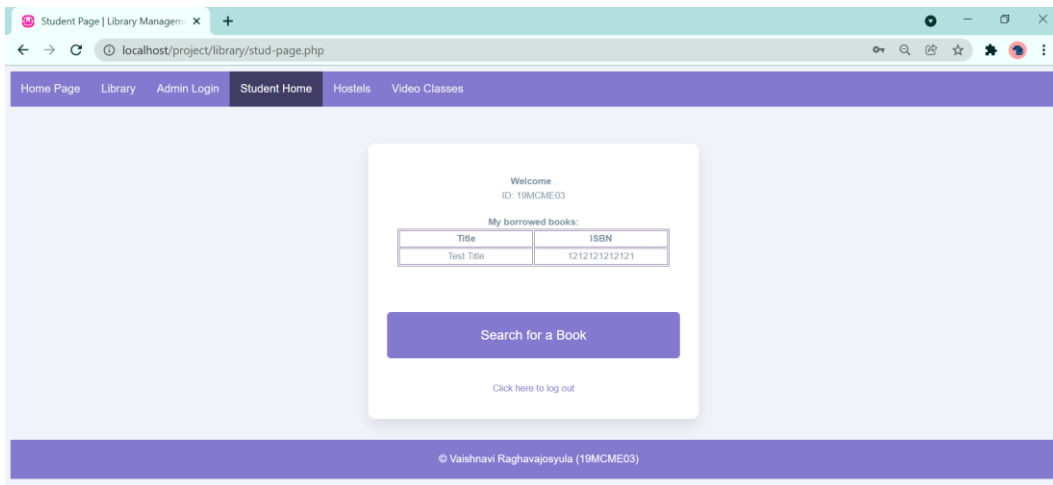 Student Page | Library Managem
localhost/project/library/stud-page.php
Home Page Library Admin Login Student Home Hostels Video Classes
Welcome .
ID: 19MCME03
My borrowed books:
Title ISBN
Test Title 1212121212121
Search for a Book
Click here to log out
© Vaishnavi Raghavajosyula (19MCME03)